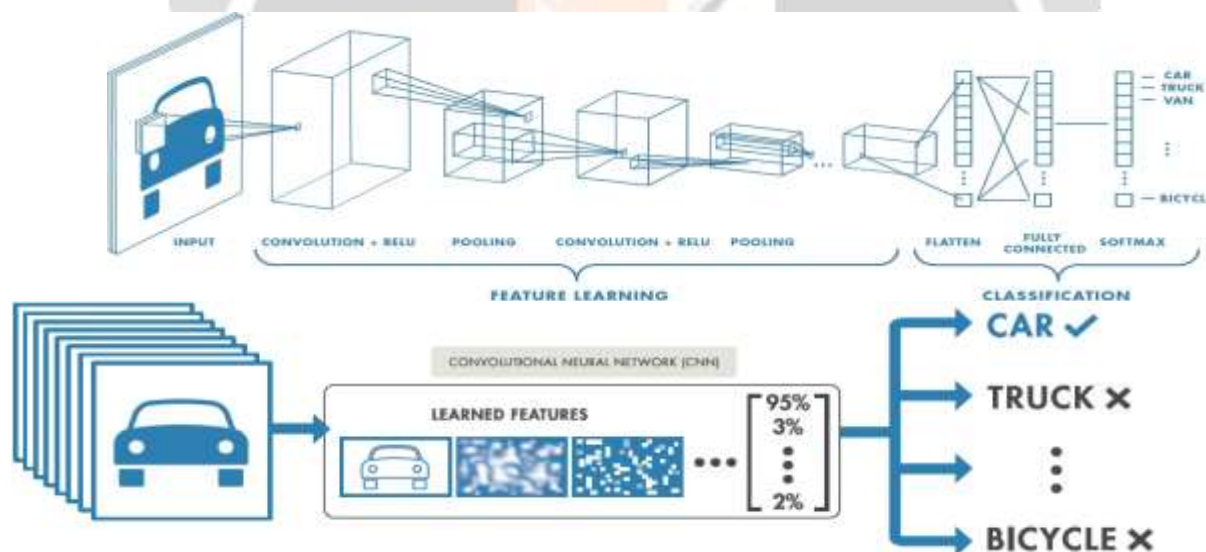 CAR
TRUCK
VAN
BICYCL
INPUT
CONVOLUTION + RELU
POOLING
CONVOLUTION + RELU
POOLING
FLATTEN
FULLY
CONNECTED
SOFTMAX
FEATURE LEARNING
CLASSIFICATION
CONVOLUTIONAL NEURAL NETWORK (CNN)
LEARNED FEATURES
95%
3%
2%
CAR ✓
TRUCK ×
BICYCLE ×